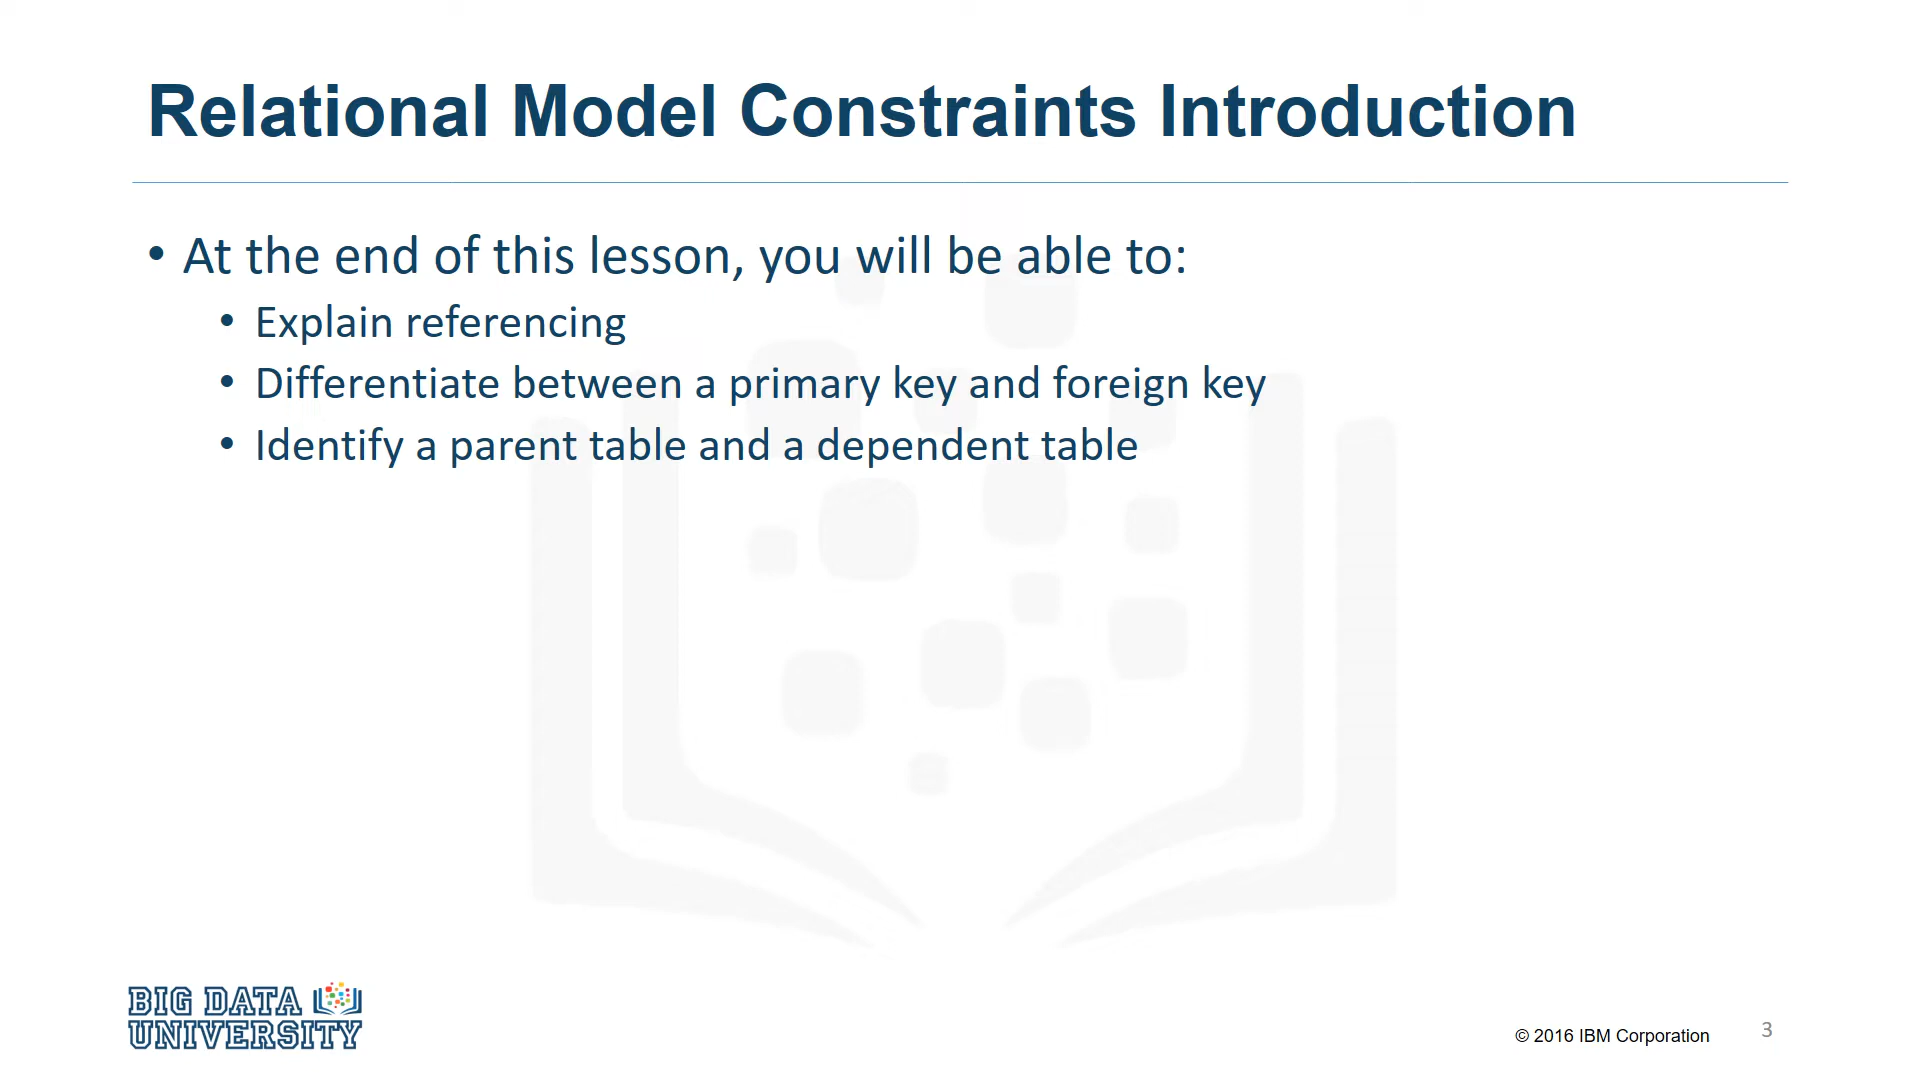 Relational Model Constraints Introduction
• At the end of this lesson, you will be able to:
• Explain referencing
• Differentiate between a primary key and foreign key
• Identify a parent table and a dependent table
BIG DATA
UNIVERSITY
© 2016 IBM Corporation
3